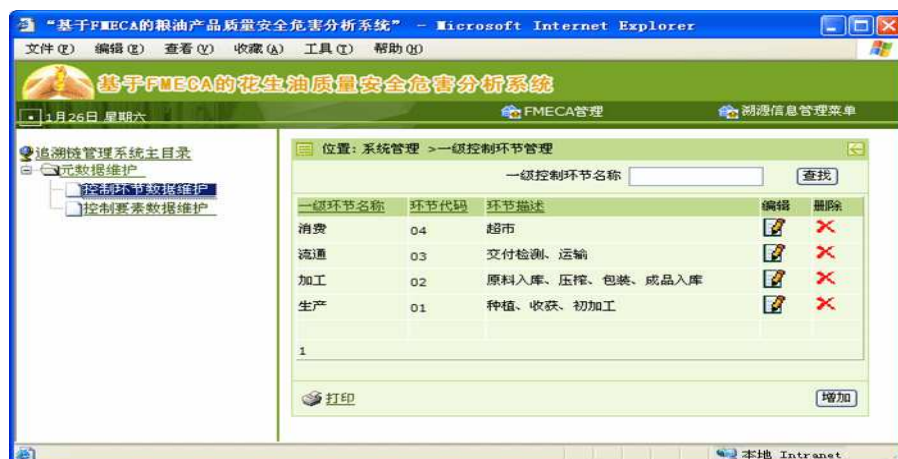 “基于FMECA的粮油产品质量安全危害分析系统” - Microsoft Internet Explorer
文件(F) 编辑(E) 查看(V) 收藏(A) 工具(T) 帮助(H)
基于FMECA的花生油质量安全危害分析系统
1月26日 星期六 FMECA管理 溯源信息管理菜单
追溯链管理系统主目录
元数据维护
控制环节数据维护
控制要素数据维护
位置: 系统管理 >一级控制环节管理
一级控制环节名称 查找
一级环节名称 环节代码 环节描述 编辑 删除
消费 04 超市
流通 03 交付检测、运输
加工 02 原料入库、压榨、包装、成品入库
生产 01 种植、收获、初加工
1
打印 增加
本地 Intranet